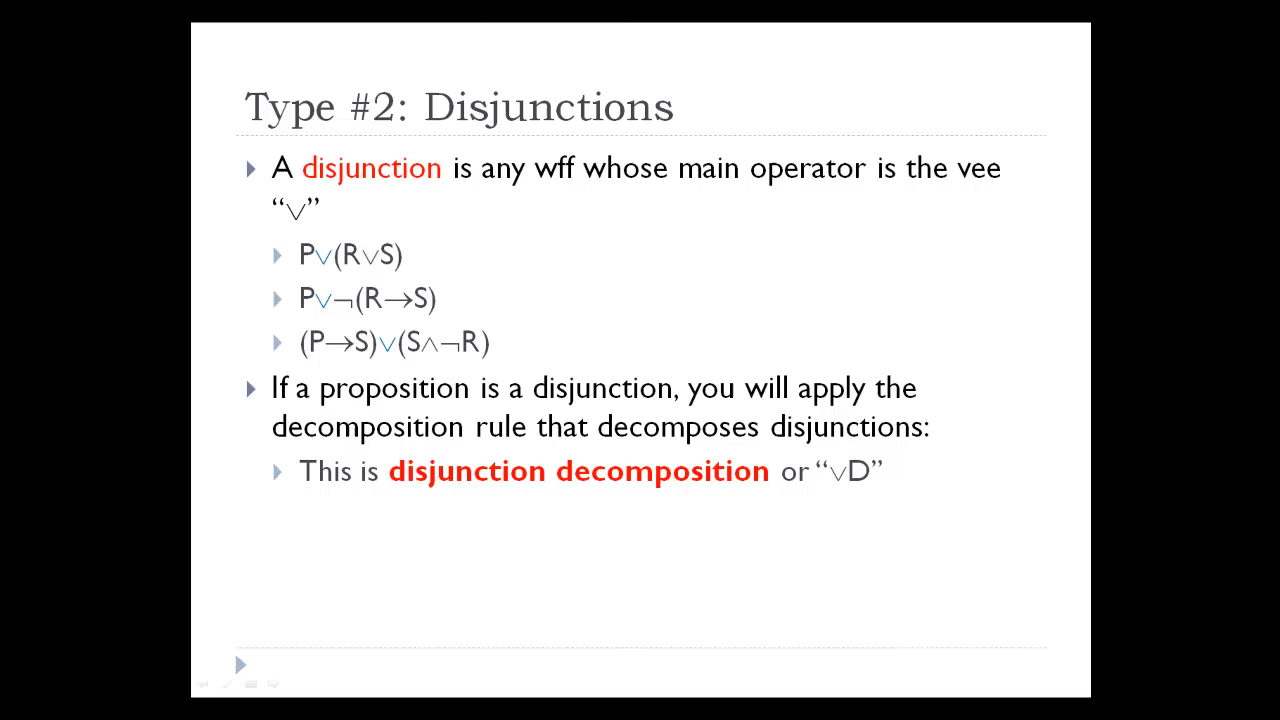 Type #2: Disjunctions
A disjunction is any wff whose main operator is the vee
“∨”
P∨(R∨S)
P∨¬(R→S)
(P→S)∨(S∧¬R)
If a proposition is a disjunction, you will apply the
decomposition rule that decomposes disjunctions:
This is disjunction decomposition or “∨D”